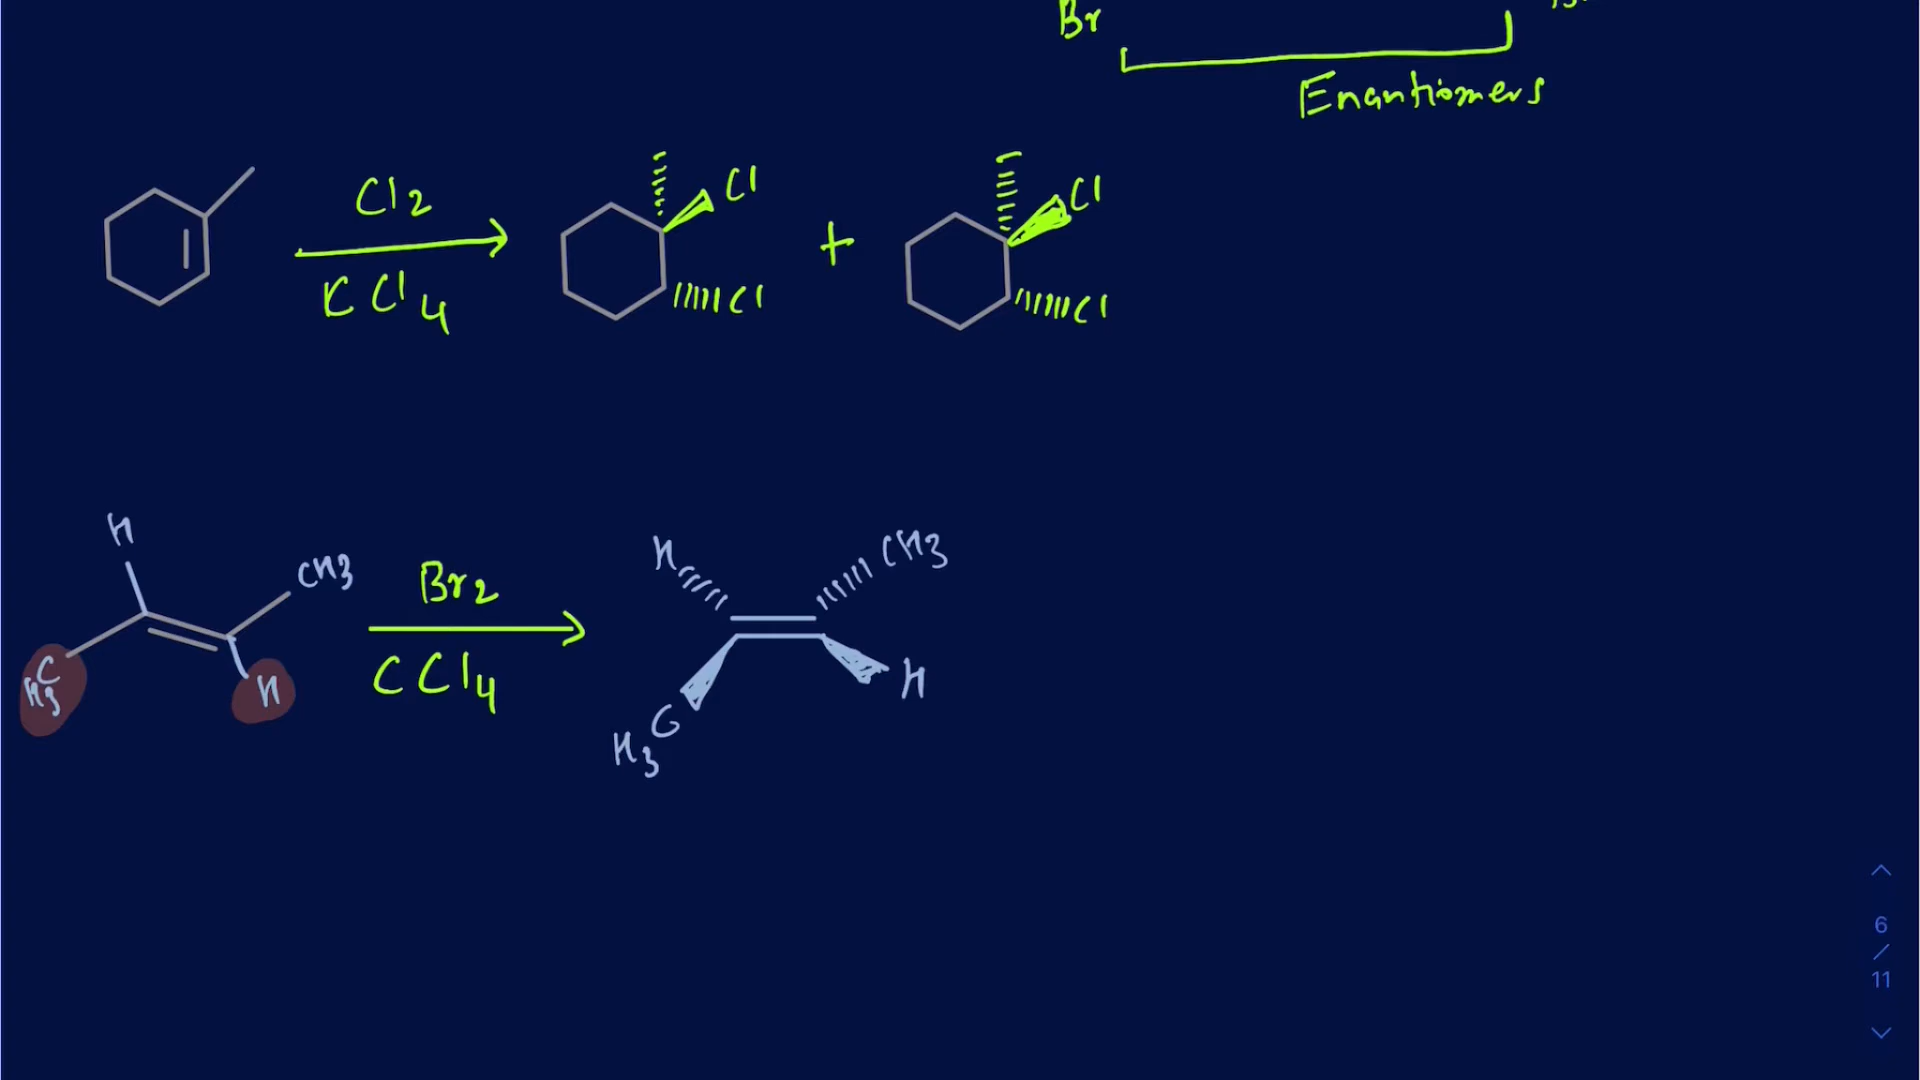 Br
Enantiomers
Cl2
CCl4
Cl
Cl
+
Cl
Cl
H
CH3
H3C
H
Br2
CCl4
H
CH3
H3C
H
6
/
11